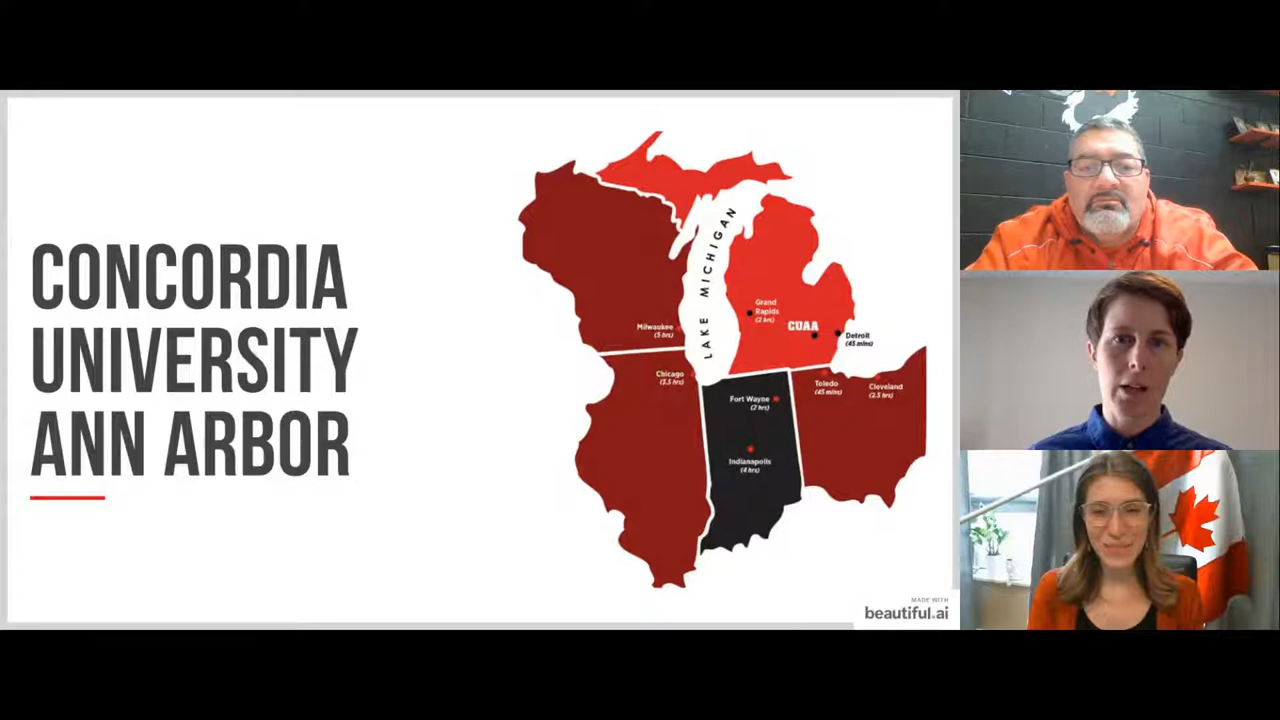 CONCORDIA
UNIVERSITY
ANN ARBOR
LAKE MICHIGAN
Grand
Rapids
(2 hrs)
CUAA
Detroit
(45 mins)
Milwaukee
(5 hrs)
Chicago
(3.5 hrs)
Toledo
(45 mins)
Cleveland
(2.5 hrs)
Fort Wayne
(2 hrs)
Indianapolis
(4 hrs)
MADE WITH
beautiful.ai